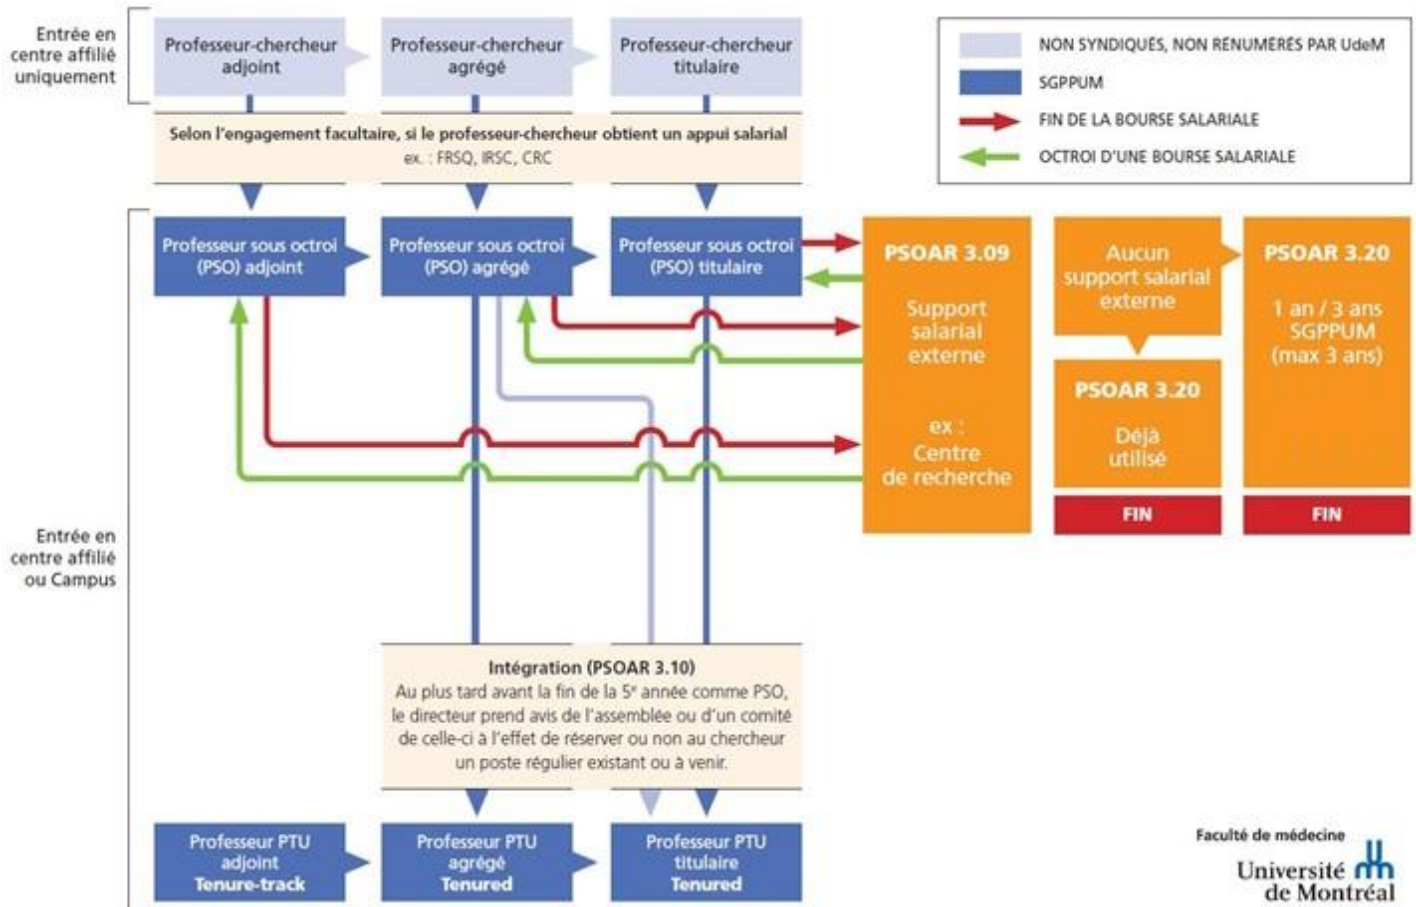 Entrée en
centre affilié
uniquement
Professeur-chercheur
adjoint
Professeur-chercheur
agrégé
Professeur-chercheur
titulaire
NON SYNDIQUÉS, NON RÉNUMÉRÉS PAR UdeM
SGPPUM
FIN DE LA BOURSE SALARIALE
OCTROI D'UNE BOURSE SALARIALE
Selon l'engagement facultaire, si le professeur-chercheur obtient un appui salarial
ex. : FRSQ, IRSC, CRC
Professeur sous octroi
(PSO) adjoint
Professeur sous octroi
(PSO) agrégé
Professeur sous octroi
(PSO) titulaire
PSOAR 3.09
Support
salarial
externe
ex :
Centre
de recherche
Aucun
support salarial
externe
PSOAR 3.20
Déjà
utilisé
FIN
PSOAR 3.20
1 an / 3 ans
SGPPUM
(max 3 ans)
FIN
Entrée en
centre affilié
ou Campus
Intégration (PSOAR 3.10)
Au plus tard avant la fin de la 5e année comme PSO,
le directeur prend avis de l'assemblée ou d'un comité
de celle-ci à l'effet de réserver ou non au chercheur
un poste régulier existant ou à venir.
Professeur PTU
adjoint
Tenure-track
Professeur PTU
agrégé
Tenured
Professeur PTU
titulaire
Tenured
Faculté de médecine
Université
de Montréal